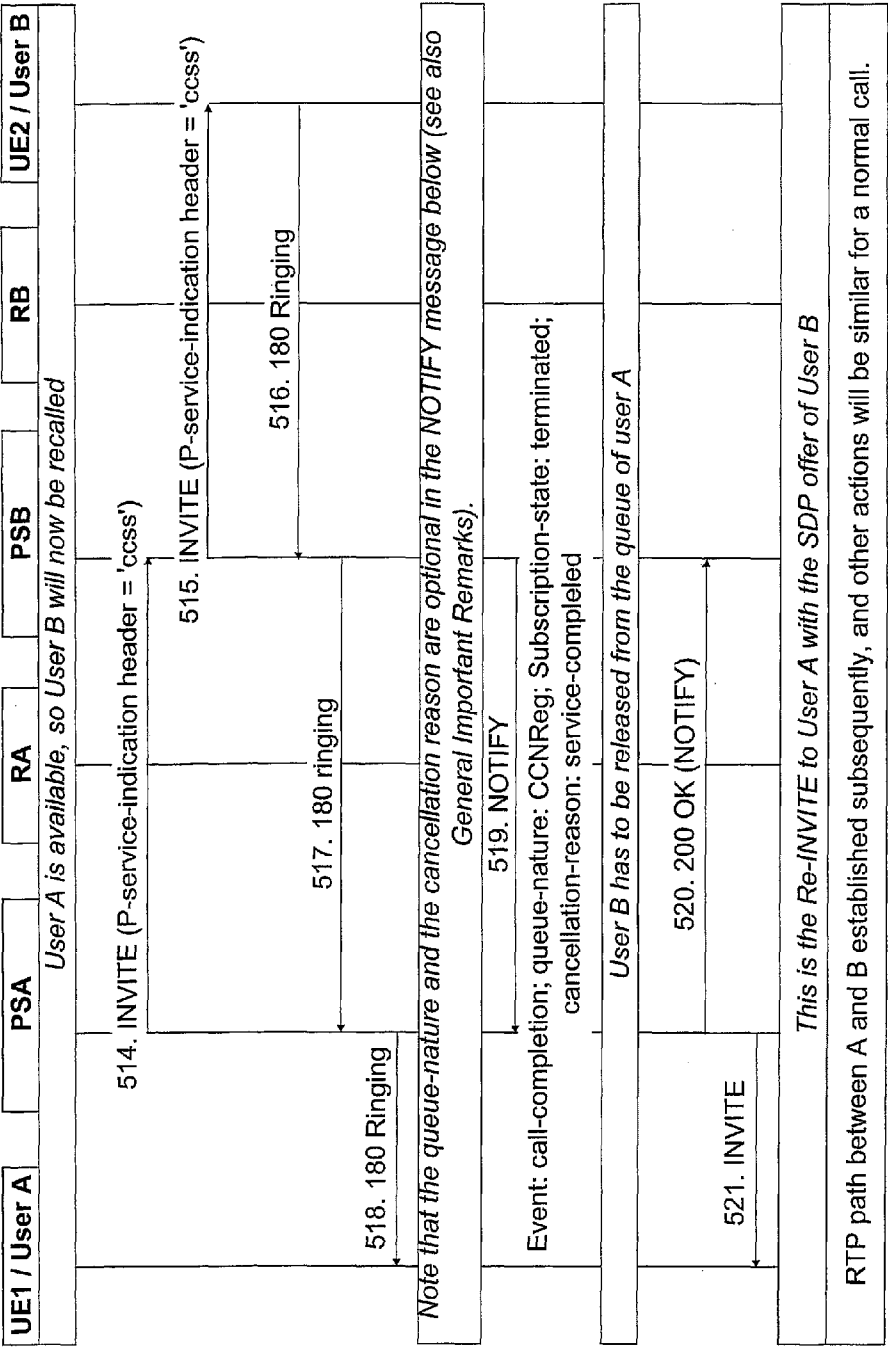 UE1 / User A
PSA
RA
PSB
RB
UE2 / User B
User A is available, so User B will now be recalled
514. INVITE (P-service-indication header = 'ccss')
515. INVITE (P-service-indication header = 'ccss')
516. 180 Ringing
517. 180 ringing
518. 180 Ringing
Note that the queue-nature and the cancellation reason are optional in the NOTIFY message below (see also
General Important Remarks).
519. NOTIFY
Event: call-completion; queue-nature: CCNReg; Subscription-state: terminated;
cancellation-reason: service-completed
User B has to be released from the queue of user A
520. 200 OK (NOTIFY)
521. INVITE
This is the Re-INVITE to User A with the SDP offer of User B
RTP path between A and B established subsequently, and other actions will be similar for a normal call.